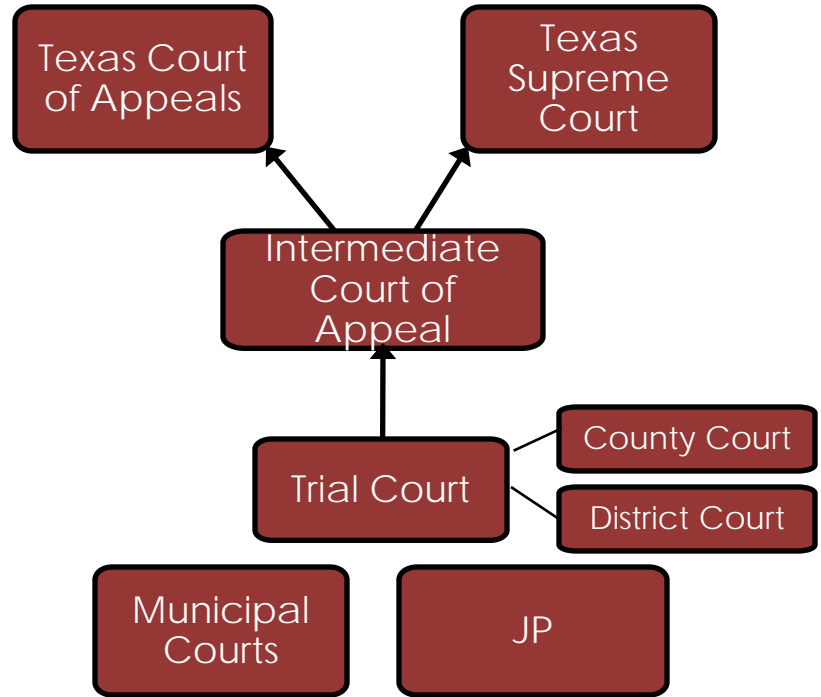 Texas Court
of Appeals
Texas
Supreme
Court
Intermediate
Court of
Appeal
Trial Court
County Court
District Court
Municipal
Courts
JP